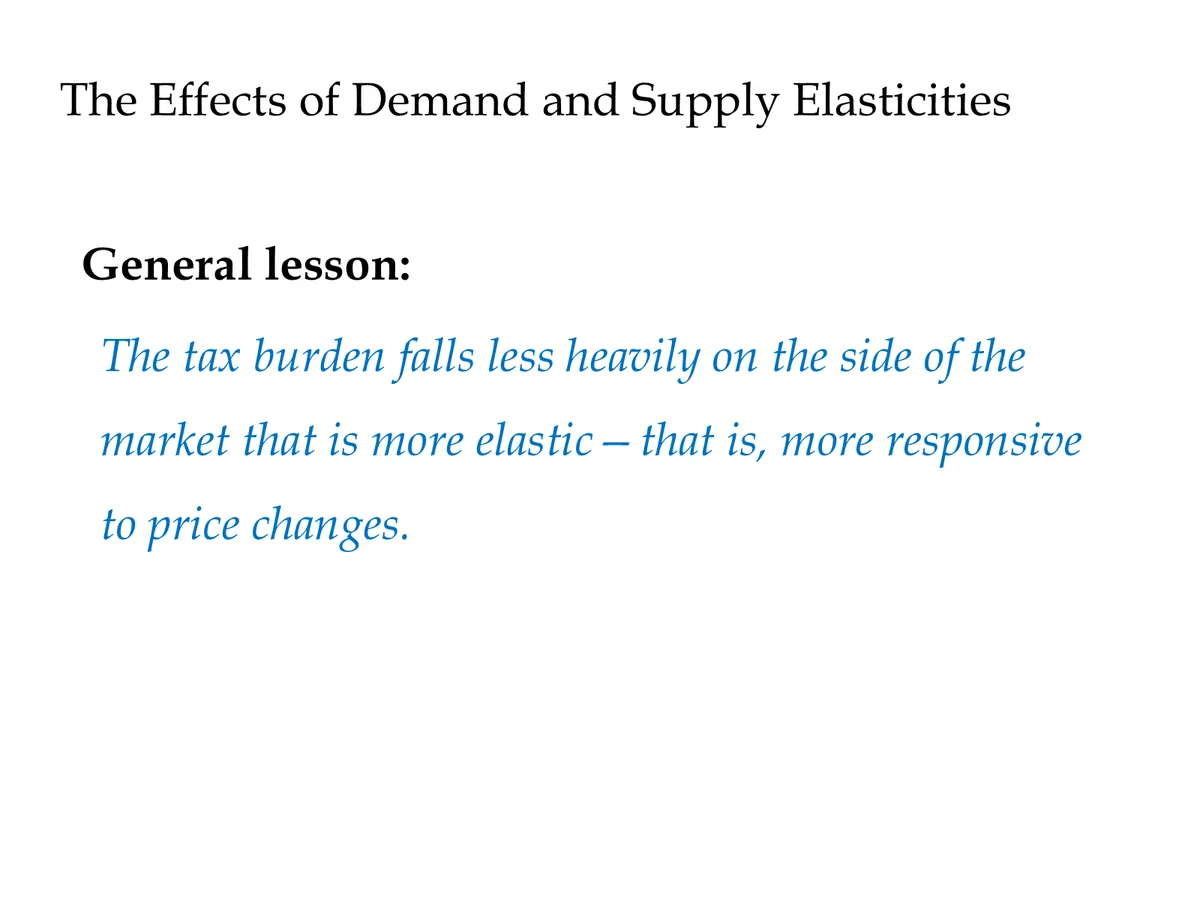 The Effects of Demand and Supply Elasticities
General lesson:
The tax burden falls less heavily on the side of the
market that is more elastic—that is, more responsive
to price changes.